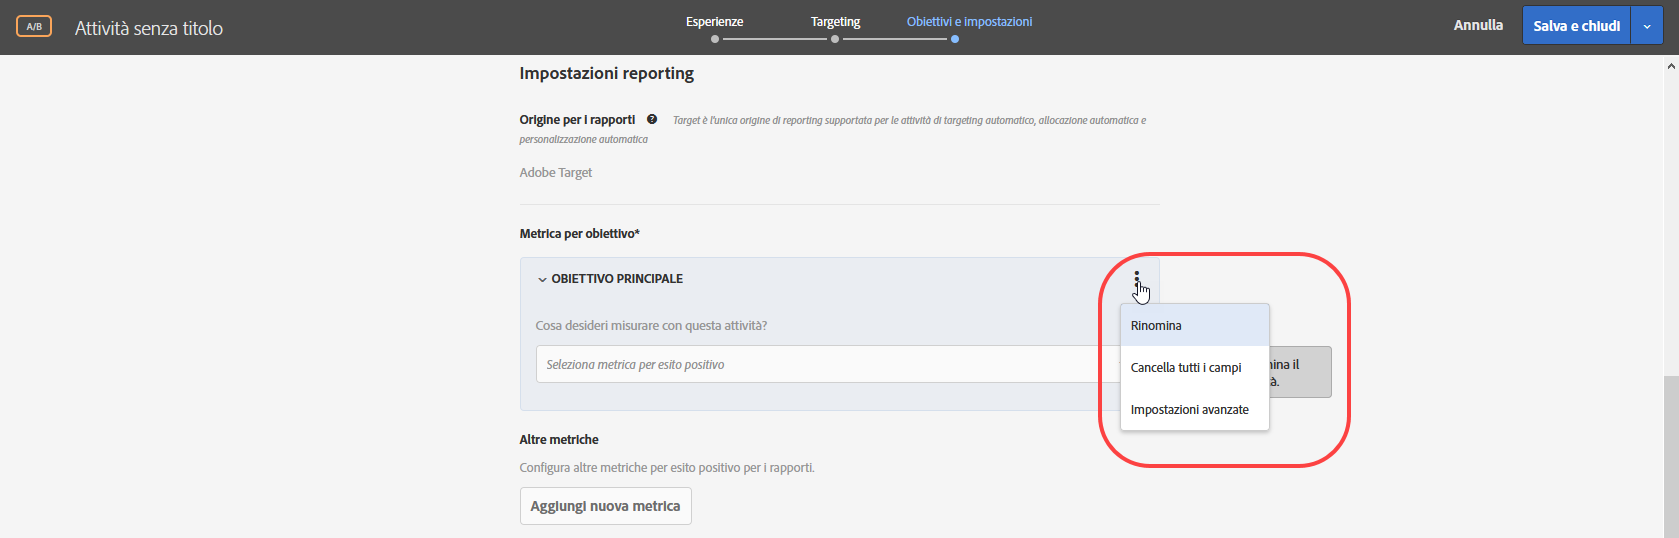 A/B
Attività senza titolo
Esperienze
Targeting
Obiettivi e impostazioni
Annulla
Salva e chiudi
Impostazioni reporting
Origine per i rapporti ? Target è l'unica origine di reporting supportata per le attività di targeting automatico, allocazione automatica e
personalizzazione automatica
Adobe Target
Metrica per obiettivo*
OBIETTIVO PRINCIPALE
Cosa desideri misurare con questa attività?
Seleziona metrica per esito positivo
Rinomina
Cancella tutti i campi
Impostazioni avanzate
il
Altre metriche
Configura altre metriche per esito positivo per i rapporti.
Aggiungi nuova metrica